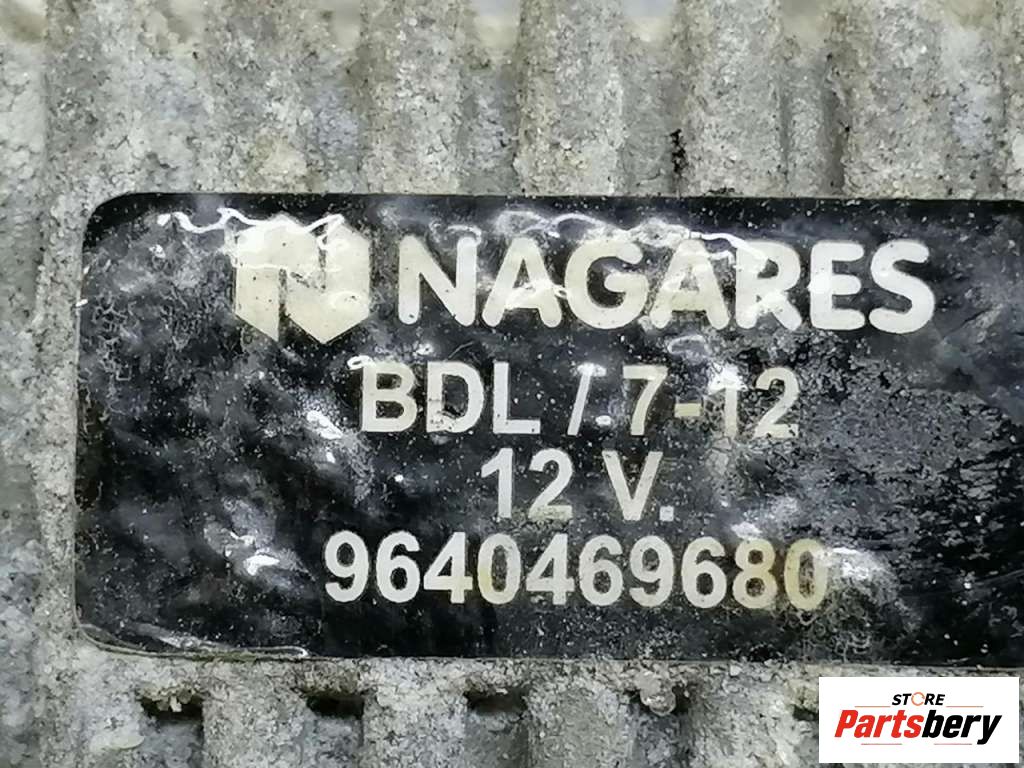 NAGARES
BDL / 7-12
12 V.
9640469680
STORE
Partsbery